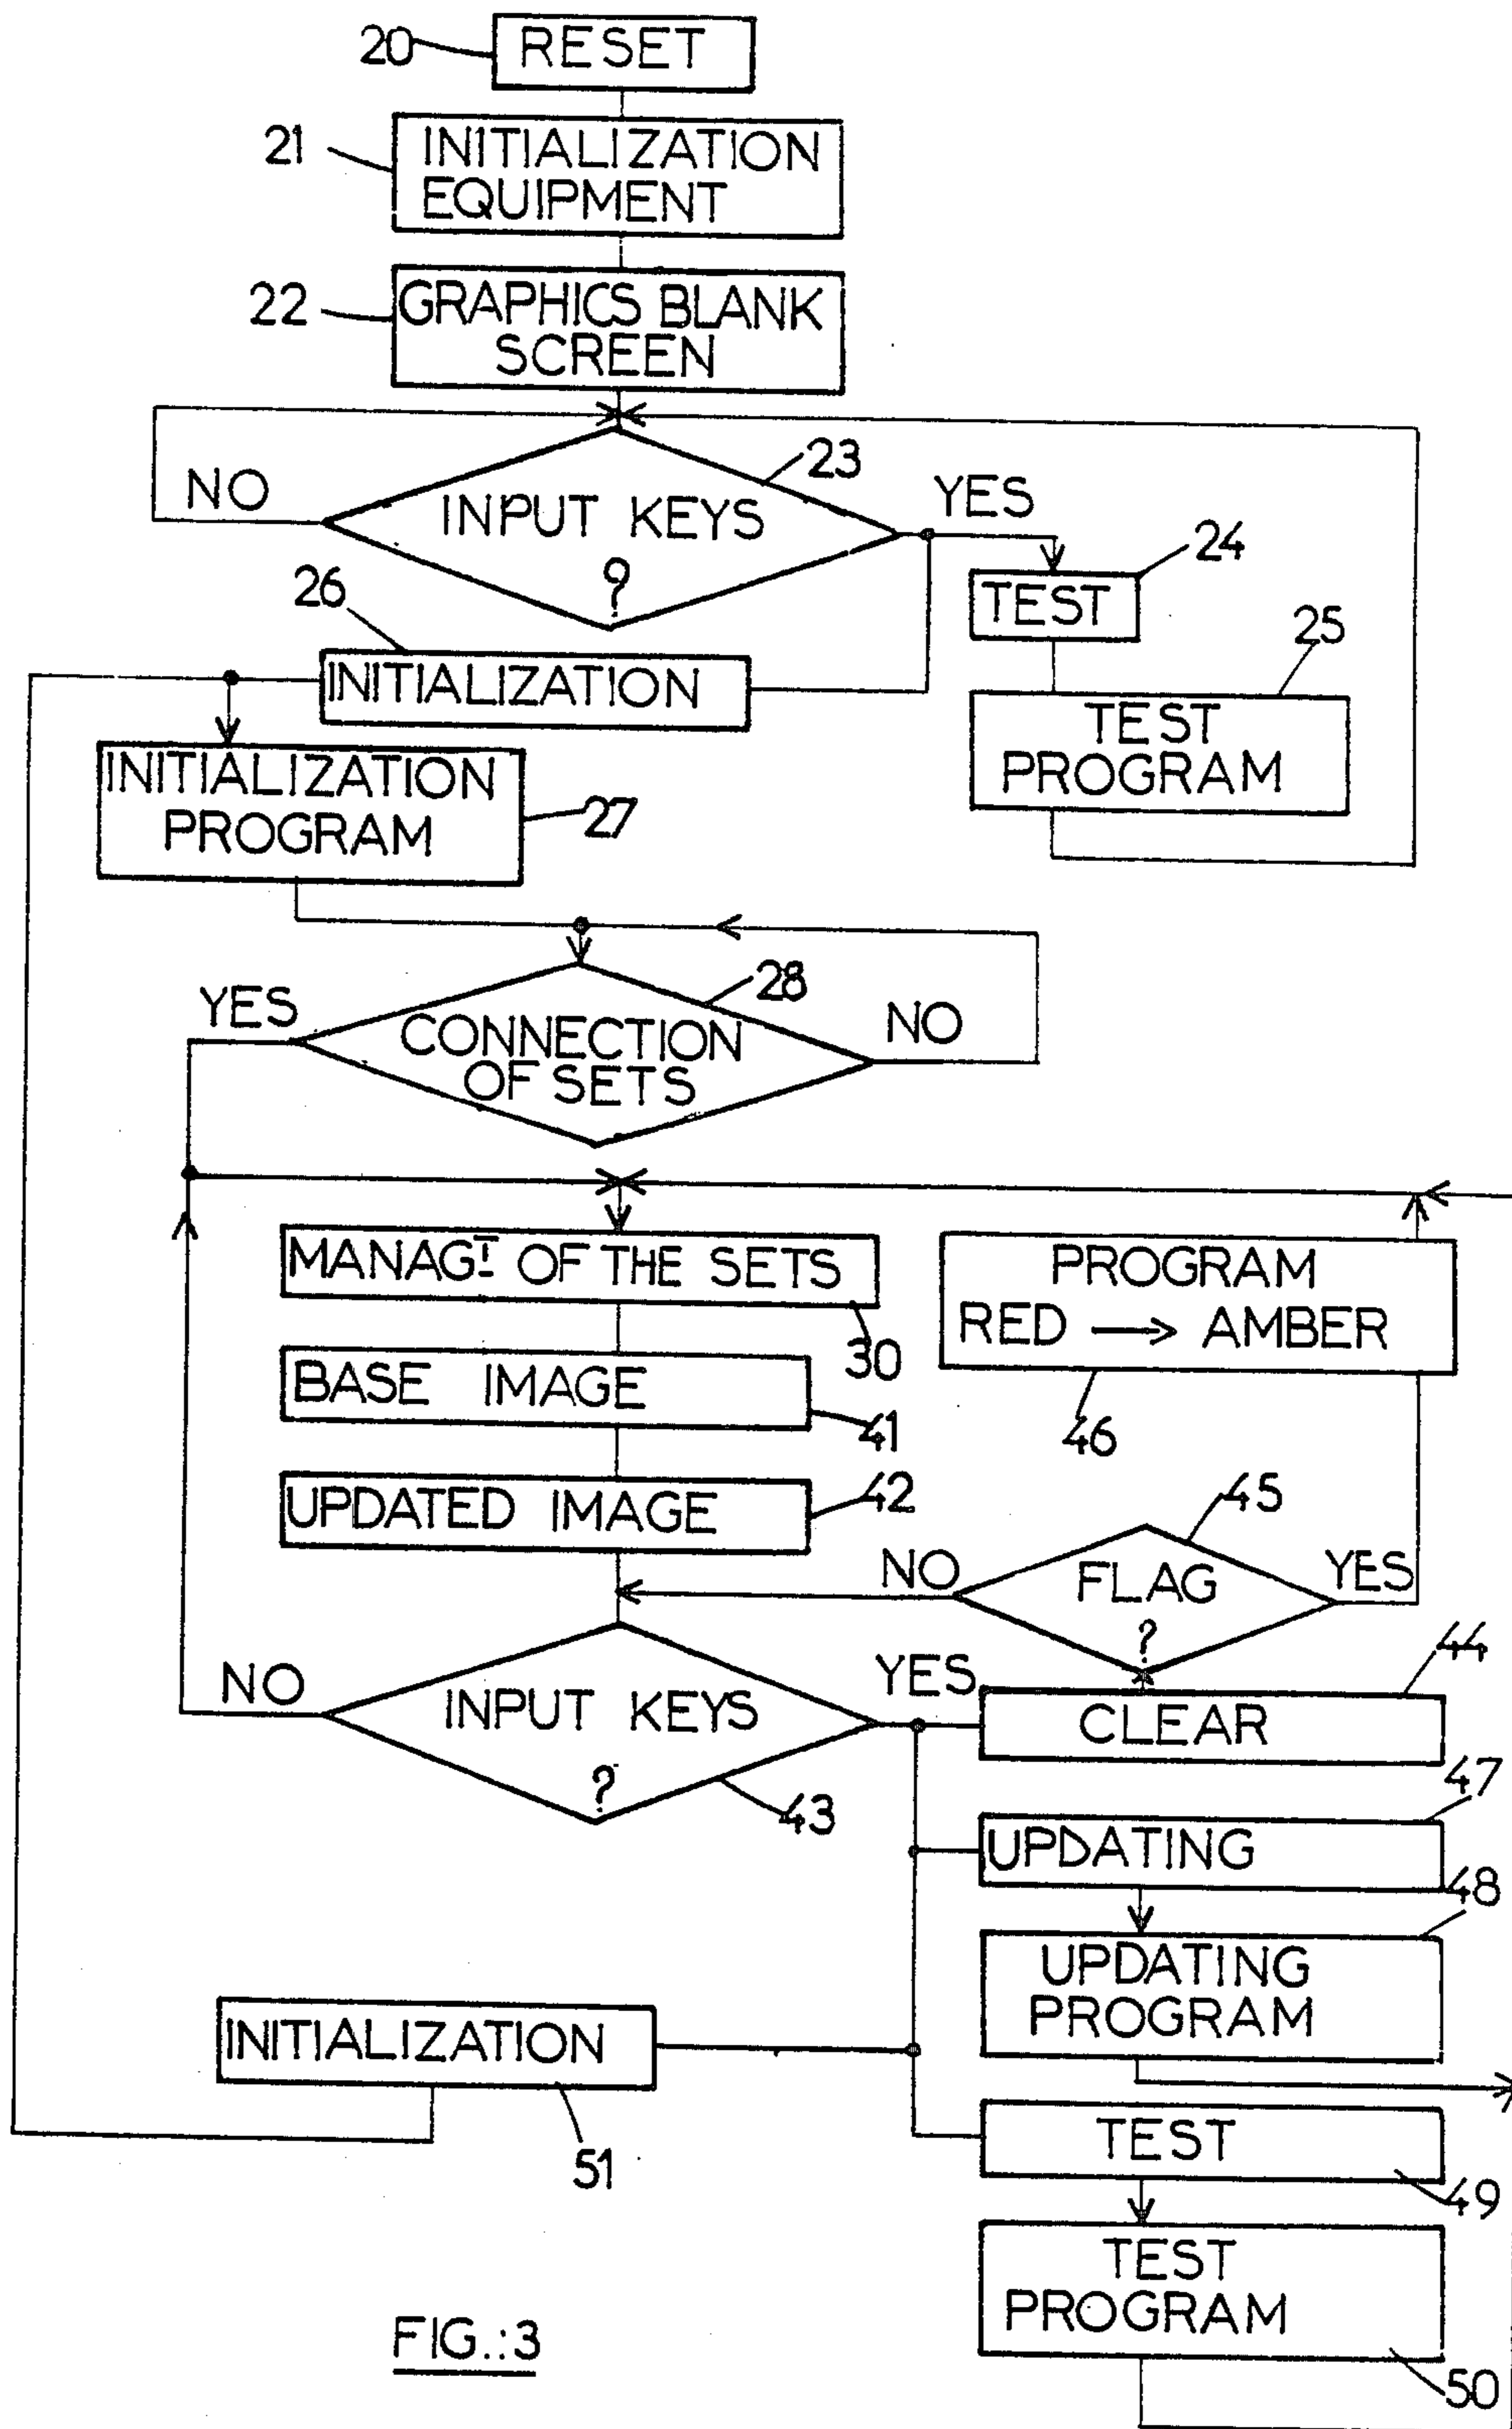 20
RESET
21
INITIALIZATION
EQUIPMENT
22
GRAPHICS BLANK
SCREEN
23
NO
INPUT KEYS
?
YES
24
TEST
26
25
INITIALIZATION
TEST
PROGRAM
INITIALIZATION
PROGRAM
27
28
YES
CONNECTION
OF SETS
NO
MANAGT OF THE SETS
30
PROGRAM
RED → AMBER
46
BASE IMAGE
41
UPDATED IMAGE
42
45
NO
FLAG
?
YES
44
NO
INPUT KEYS
?
YES
43
CLEAR
47
UPDATING
48
UPDATING
PROGRAM
INITIALIZATION
51
TEST
49
TEST
PROGRAM
50
FIG.:3